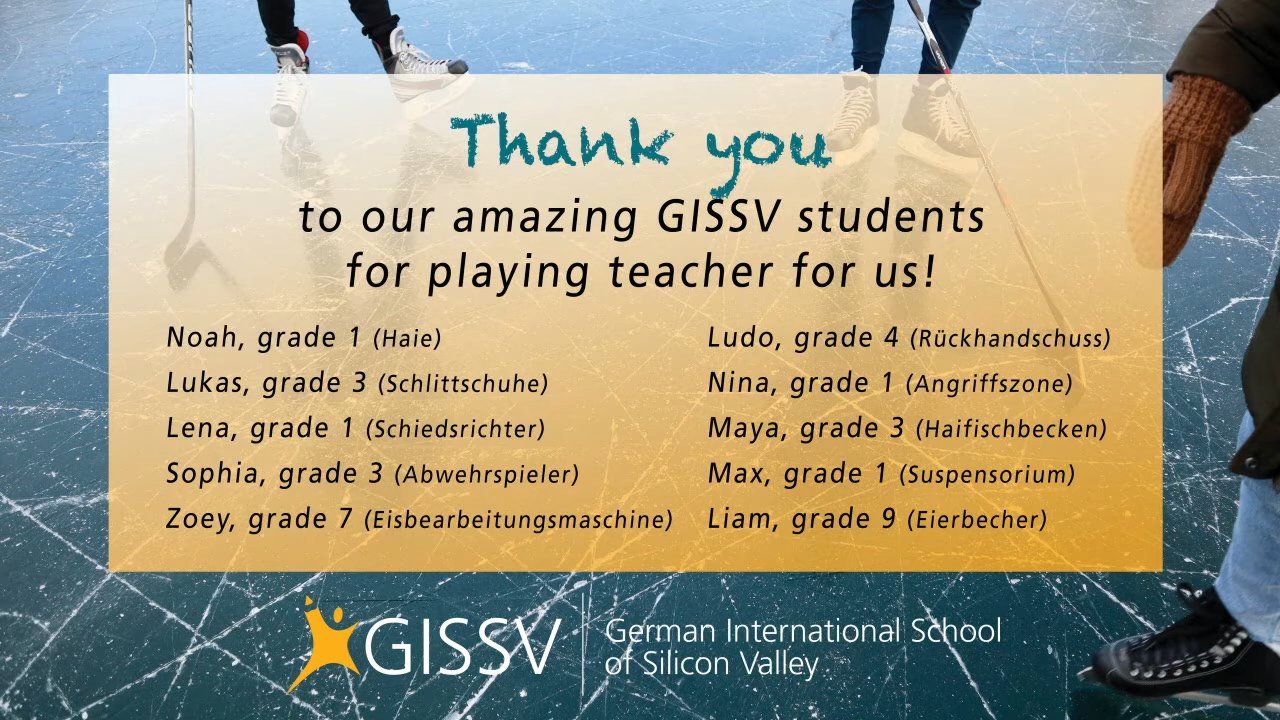 Thank you
to our amazing GISSV students
for playing teacher for us!
Noah, grade 1 (Haie)
Lukas, grade 3 (Schlittschuhe)
Lena, grade 1 (Schiedsrichter)
Sophia, grade 3 (Abwehrspieler)
Zoey, grade 7 (Eisbearbeitungsmaschine)
Ludo, grade 4 (Rückhandschuss)
Nina, grade 1 (Angriffszone)
Maya, grade 3 (Haifischbecken)
Max, grade 1 (Suspensorium)
Liam, grade 9 (Eierbecher)
GISSV
German International School
of Silicon Valley